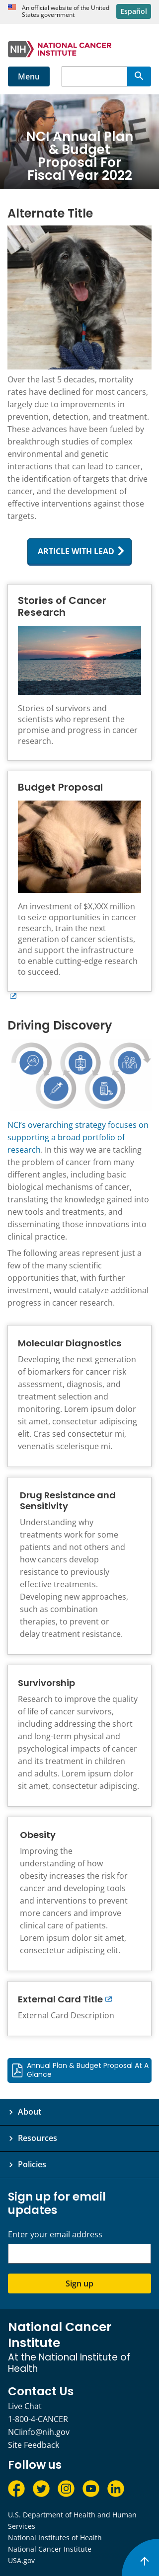 An official website of the United
States government
Español
NIH NATIONAL CANCER
INSTITUTE
Menu
NCI Annual Plan
& Budget
Proposal For
Fiscal Year 2022
Alternate Title
Over the last 5 decades, mortality
rates have declined for most cancers,
largely due to improvements in
prevention, detection, and treatment.
These advances have been fueled by
breakthrough studies of complex
environmental and genetic
interactions that can lead to cancer,
the identification of targets that drive
cancer, and the development of
effective interventions against those
targets.
ARTICLE WITH LEAD
Stories of Cancer
Research
Stories of survivors and
scientists who represent the
promise and progress in cancer
research.
Budget Proposal
An investment of $X,XXX million
to seize opportunities in cancer
research, train the next
generation of cancer scientists,
and support the infrastructure
to enable cutting-edge research
to succeed.
Driving Discovery
NCI's overarching strategy focuses on
supporting a broad portfolio of
research. In this way we are tackling
the problem of cancer from many
different angles, including basic
biological mechanisms of cancer,
translating the knowledge gained into
new tools and treatments, and
disseminating those innovations into
clinical practice.
The following areas represent just a
few of the many scientific
opportunities that, with further
investment, would catalyze additional
progress in cancer research.
Molecular Diagnostics
Developing the next generation
of biomarkers for cancer risk
assessment, diagnosis, and
treatment selection and
monitoring. Lorem ipsum dolor
sit amet, consectetur adipiscing
elit. Cras sed consectetur mi,
venenatis scelerisque mi.
Drug Resistance and
Sensitivity
Understanding why
treatments work for some
patients and not others and
how cancers develop
resistance to previously
effective treatments.
Developing new approaches,
such as combination
therapies, to prevent or
delay treatment resistance.
Survivorship
Research to improve the quality
of life of cancer survivors,
including addressing the short
and long-term physical and
psychological impacts of cancer
and its treatment in children
and adults. Lorem ipsum dolor
sit amet, consectetur adipiscing.
Obesity
Improving the
understanding of how
obesity increases the risk for
cancer and developing tools
and interventions to prevent
more cancers and improve
clinical care of patients.
Lorem ipsum dolor sit amet,
consectetur adipiscing elit.
External Card Title
External Card Description
Annual Plan & Budget Proposal At A
Glance
About
Resources
Policies
Sign up for email
updates
Enter your email address
Sign up
National Cancer
Institute
At the National Institute of
Health
Contact Us
Live Chat
1-800-4-CANCER
NCIinfo@nih.gov
Site Feedback
Follow us
U.S. Department of Health and Human
Services
National Institutes of Health
National Cancer Institute
USA.gov